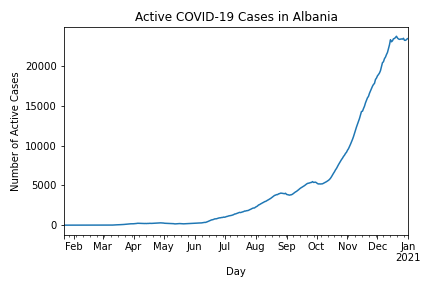 Active COVID-19 Cases in Albania
Number of Active Cases
20000
15000
10000
5000
0
Feb Mar Apr May Jun Jul Aug Sep Oct Nov Dec Jan
2021
Day